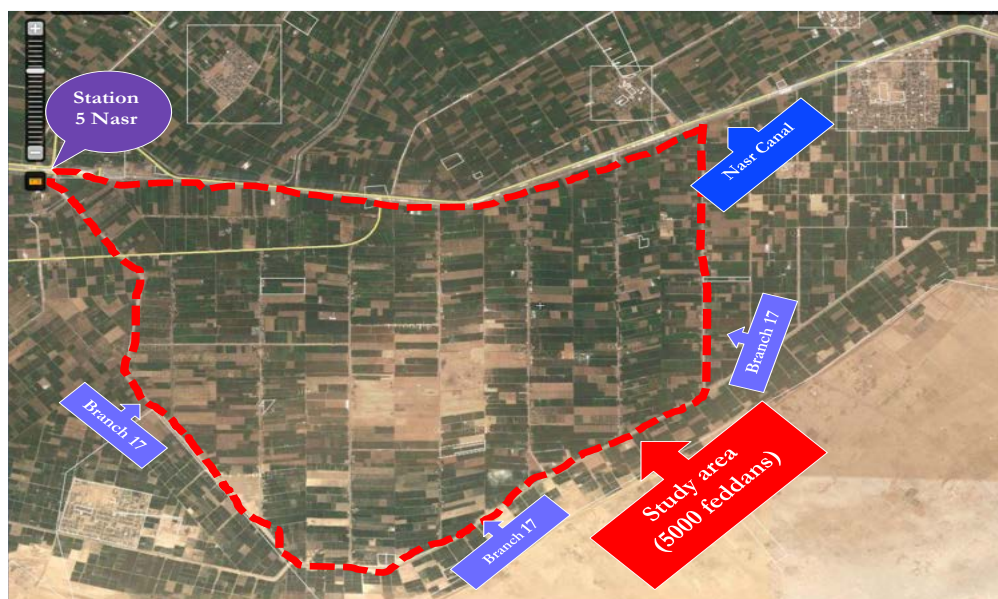 Station
5 Nasr
Nasr Canal
Branch 17
Branch 17
Branch 17
Study area
(5000 feddans)